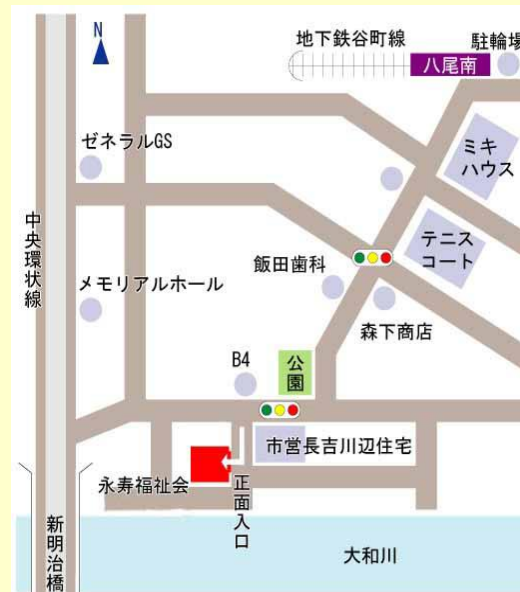 N
地下鉄谷町線
駐輪場
八尾南
ゼネラルGS
ミキ
ハウス
中央環状線
テニス
コート
飯田歯科
メモリアルホール
森下商店
B4
公園
市営長吉川辺住宅
永寿福祉会
正面入口
新明治橋
大和川